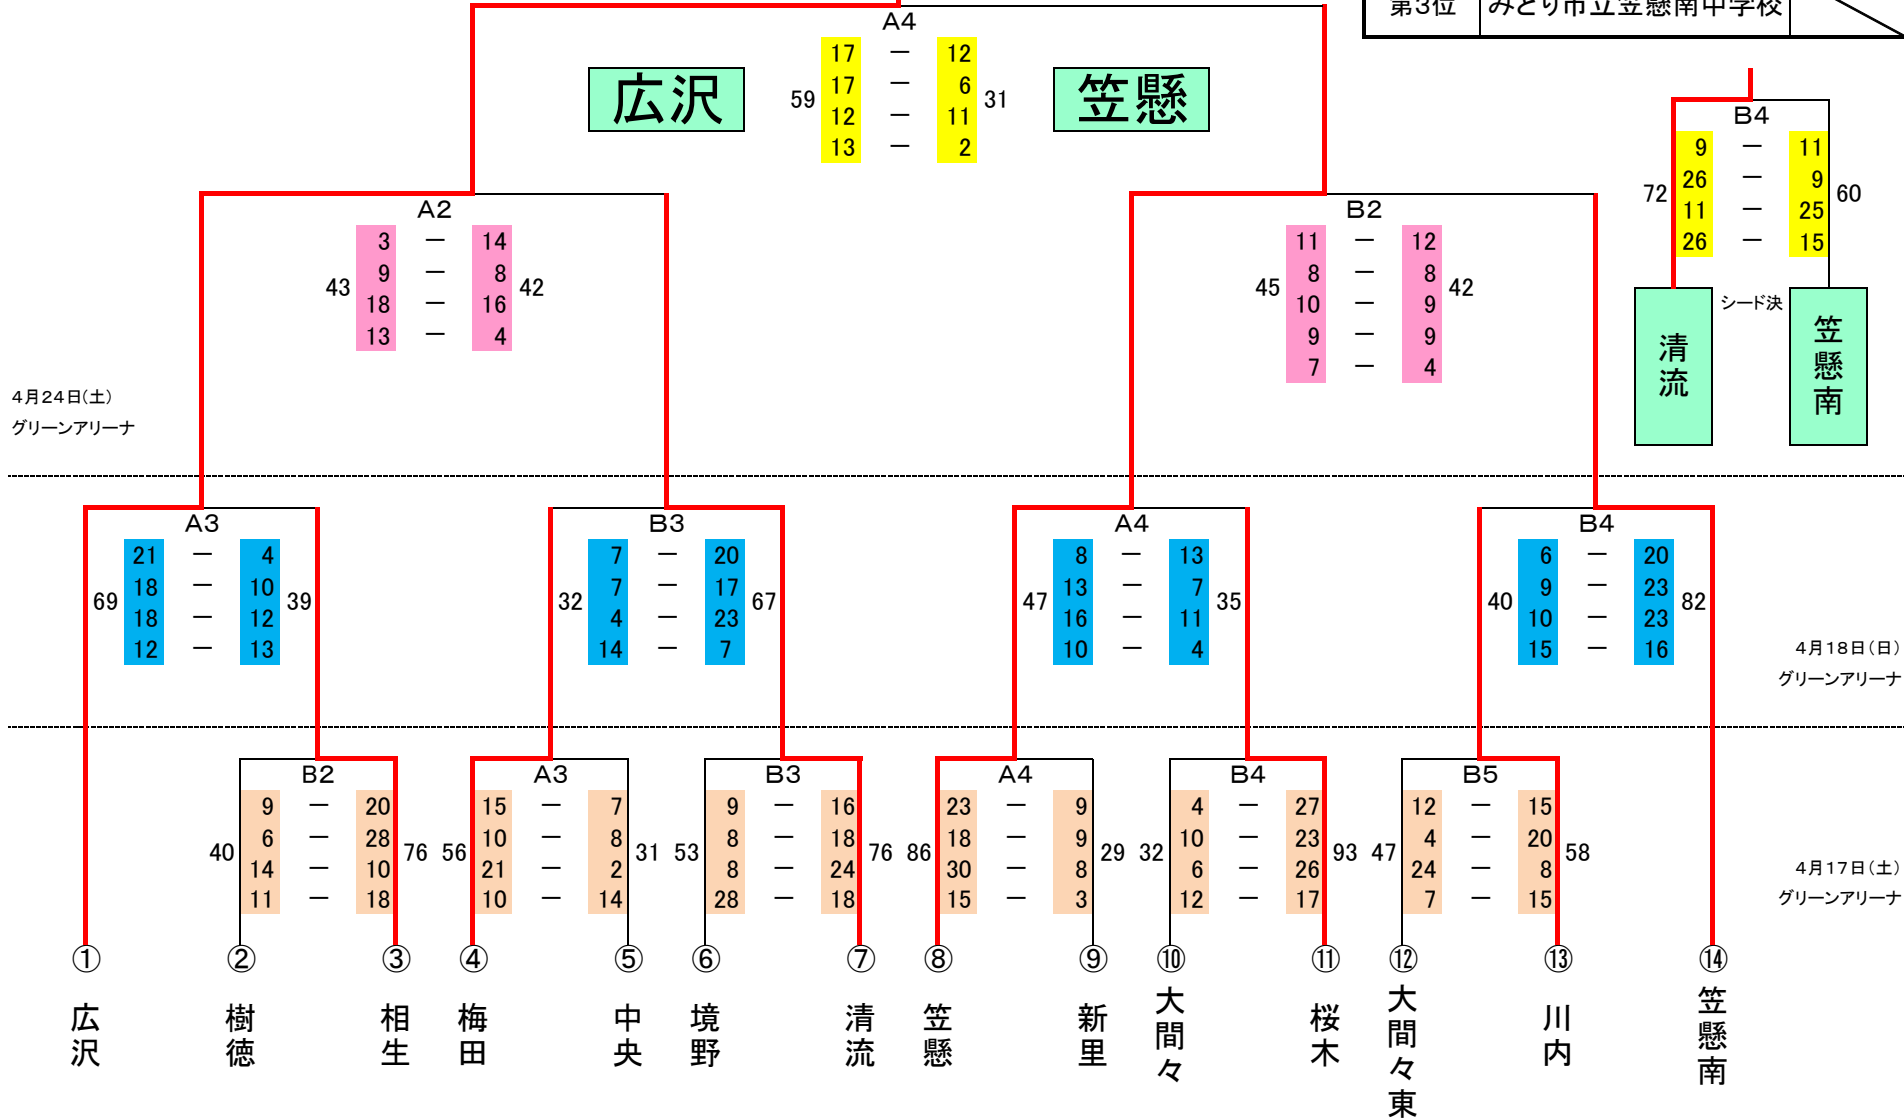 第3位 みどり市立笠懸南中学校
A4
広沢 59 31 笠懸
17 － 12
17 － 6
12 － 11
13 － 2
B4
72 60
9 － 11
26 － 9
11 － 25
26 － 15
シード決
清流 笠懸南
A2
43 42
3 － 14
9 － 8
18 － 16
13 － 4
B2
45 42
11 － 12
8 － 8
10 － 9
9 － 9
7 － 4
4月24日(土)
グリーンアリーナ
A3
69 39
21 － 4
18 － 10
18 － 12
12 － 13
B3
32 67
7 － 20
7 － 17
4 － 23
14 － 7
A4
47 35
8 － 13
13 － 7
16 － 11
10 － 4
B4
40 82
6 － 20
9 － 23
10 － 23
15 － 16
4月18日(日)
グリーンアリーナ
B2
40 76
9 － 20
6 － 28
14 － 10
11 － 18
A3
56 31
15 － 7
10 － 8
21 － 2
10 － 14
B3
53 76
9 － 16
8 － 18
8 － 24
28 － 18
A4
86 29
23 － 9
18 － 9
30 － 8
15 － 3
B4
32 93
4 － 27
10 － 23
6 － 26
12 － 17
B5
47 58
12 － 15
4 － 20
24 － 8
7 － 15
4月17日(土)
グリーンアリーナ
① ② ③ ④ ⑤ ⑥ ⑦ ⑧ ⑨ ⑩ ⑪ ⑫ ⑬ ⑭
広沢 樹徳 相生 梅田 中央 境野 清流 笠懸 新里 大間々 桜木 大間々東 川内 笠懸南